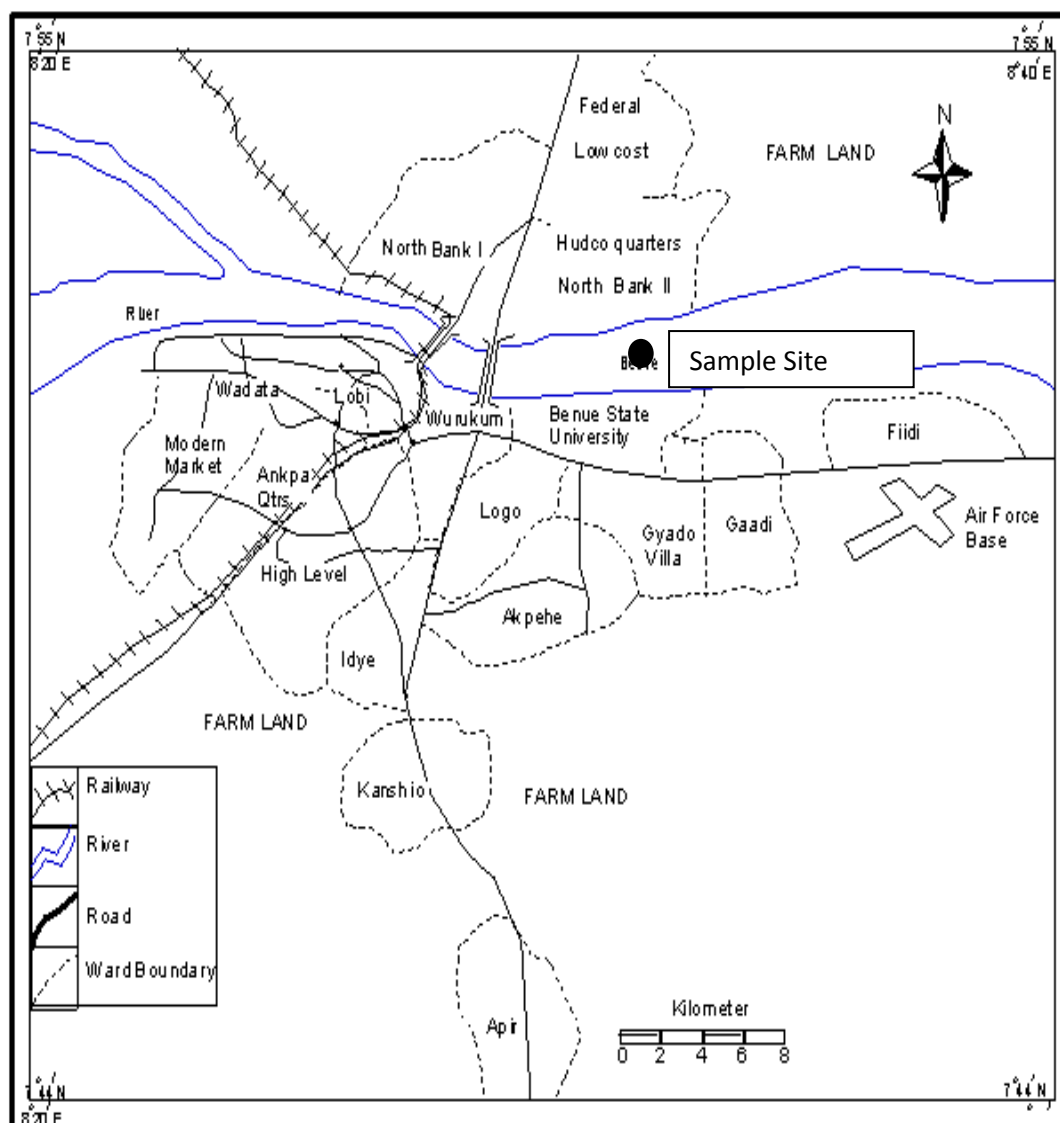 7° 55 N
8 20 E
7° 55 N
8° 40 E
Federal
Low cost
FARM LAND
N
North Bank I
Hudco quarters
North Bank II
River
Sample Site
Wadata
Lobi
Wurukum
Benue State
University
Fiidi
Modern
Market
Ankpa
Qtrs
Logo
Gyado
Villa
Gaadi
Air Force
Base
High Level
Akpehe
Idye
FARM LAND
Kanshio
FARM LAND
Railway
River
Road
Ward Boundary
Apir
Kilometer
0 2 4 6 8
7° 44 N
8 20 E
7° 44 N